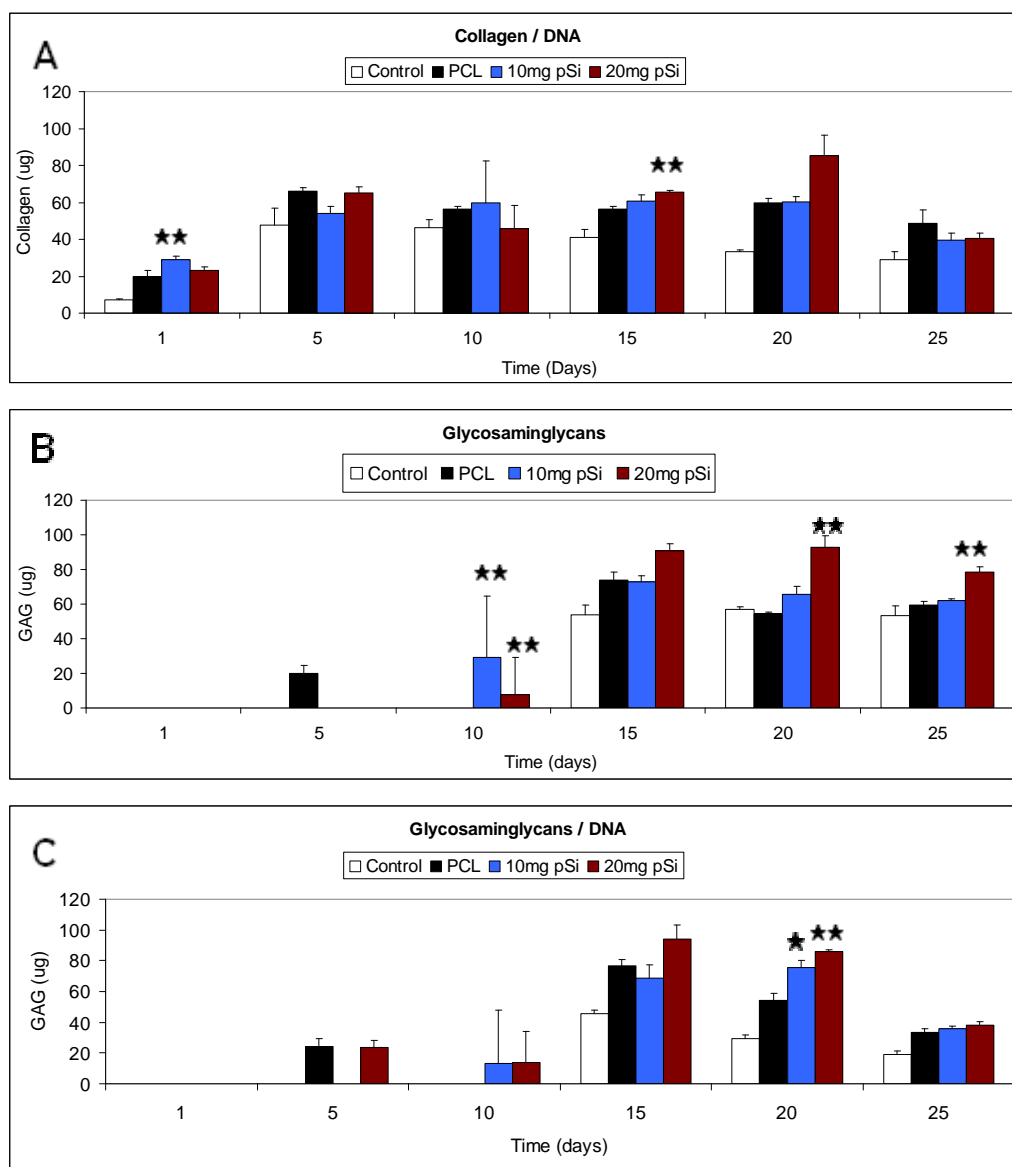 A
Collagen / DNA
Control PCL 10mg pSi 20mg pSi
120
100
80
60
40
20
0
Collagen (ug)
★★
★★
1 5 10 15 20 25
Time (Days)
B
Glycosaminglycans
Control PCL 10mg pSi 20mg pSi
120
100
80
60
40
20
0
GAG (ug)
★★
★★
★★
★★
1 5 10 15 20 25
Time (days)
C
Glycosaminglycans / DNA
Control PCL 10mg pSi 20mg pSi
120
100
80
60
40
20
0
GAG (ug)
★ ★★
1 5 10 15 20 25
Time (days)